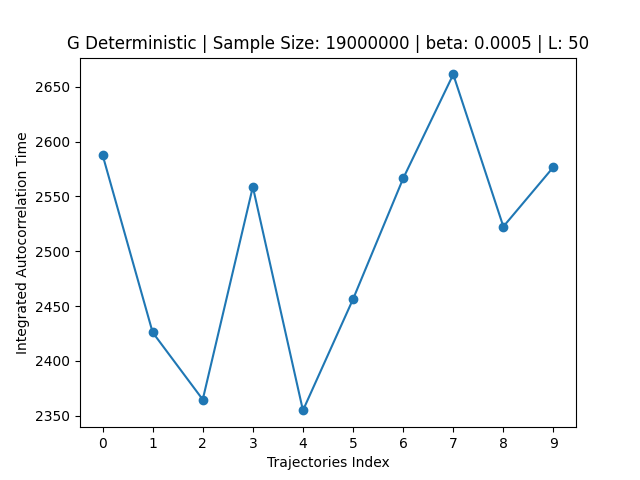 G Deterministic | Sample Size: 19000000 | beta: 0.0005 | L: 50
Integrated Autocorrelation Time
2650
2600
2550
2500
2450
2400
2350
0 1 2 3 4 5 6 7 8 9
Trajectories Index